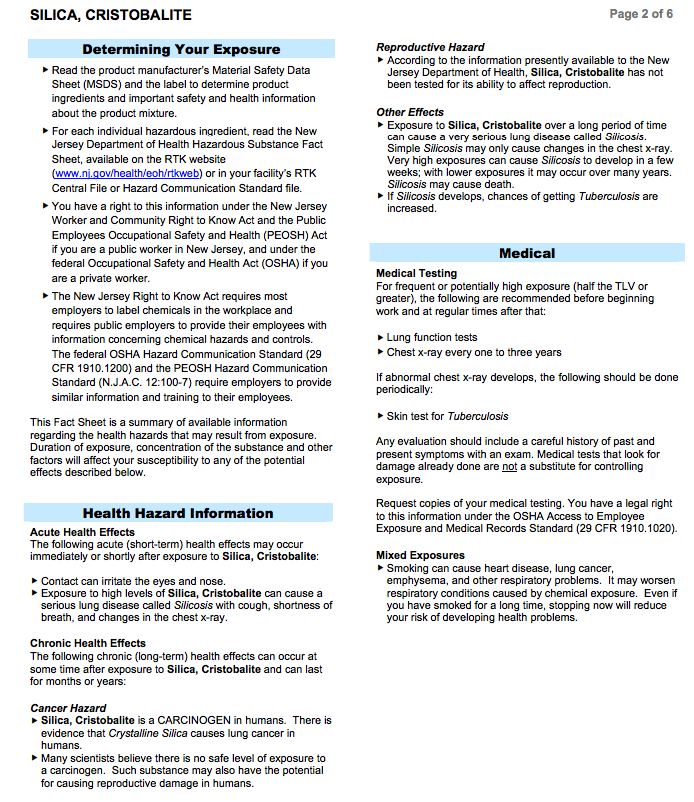 SILICA, CRISTOBALITE
Page 2 of 6
Determining Your Exposure
▶ Read the product manufacturer's Material Safety Data
Sheet (MSDS) and the label to determine product
ingredients and important safety and health information
about the product mixture.
▶ For each individual hazardous ingredient, read the New
Jersey Department of Health Hazardous Substance Fact
Sheet, available on the RTK website
(www.nj.gov/health/eoh/rtkweb) or in your facility's RTK
Central File or Hazard Communication Standard file.
▶ You have a right to this information under the New Jersey
Worker and Community Right to Know Act and the Public
Employees Occupational Safety and Health (PEOSH) Act
if you are a public worker in New Jersey, and under the
federal Occupational Safety and Health Act (OSHA) if you
are a private worker.
▶ The New Jersey Right to Know Act requires most
employers to label chemicals in the workplace and
requires public employers to provide their employees with
information concerning chemical hazards and controls.
The federal OSHA Hazard Communication Standard (29
CFR 1910.1200) and the PEOSH Hazard Communication
Standard (N.J.A.C. 12:100-7) require employers to provide
similar information and training to their employees.
This Fact Sheet is a summary of available information
regarding the health hazards that may result from exposure.
Duration of exposure, concentration of the substance and other
factors will affect your susceptibility to any of the potential
effects described below.
Health Hazard Information
Acute Health Effects
The following acute (short-term) health effects may occur
immediately or shortly after exposure to Silica, Cristobalite:
▶ Contact can irritate the eyes and nose.
▶ Exposure to high levels of Silica, Cristobalite can cause a
serious lung disease called Silicosis with cough, shortness of
breath, and changes in the chest x-ray.
Chronic Health Effects
The following chronic (long-term) health effects can occur at
some time after exposure to Silica, Cristobalite and can last
for months or years:
Cancer Hazard
▶ Silica, Cristobalite is a CARCINOGEN in humans. There is
evidence that Crystalline Silica causes lung cancer in
humans.
▶ Many scientists believe there is no safe level of exposure to
a carcinogen. Such substance may also have the potential
for causing reproductive damage in humans.
Reproductive Hazard
▶ According to the information presently available to the New
Jersey Department of Health, Silica, Cristobalite has not
been tested for its ability to affect reproduction.
Other Effects
▶ Exposure to Silica, Cristobalite over a long period of time
can cause a very serious lung disease called Silicosis.
Simple Silicosis may only cause changes in the chest x-ray.
Very high exposures can cause Silicosis to develop in a few
weeks; with lower exposures it may occur over many years.
Silicosis may cause death.
▶ If Silicosis develops, chances of getting Tuberculosis are
increased.
Medical
Medical Testing
For frequent or potentially high exposure (half the TLV or
greater), the following are recommended before beginning
work and at regular times after that:
▶ Lung function tests
▶ Chest x-ray every one to three years
If abnormal chest x-ray develops, the following should be done
periodically:
▶ Skin test for Tuberculosis
Any evaluation should include a careful history of past and
present symptoms with an exam. Medical tests that look for
damage already done are not a substitute for controlling
exposure.
Request copies of your medical testing. You have a legal right
to this information under the OSHA Access to Employee
Exposure and Medical Records Standard (29 CFR 1910.1020).
Mixed Exposures
▶ Smoking can cause heart disease, lung cancer,
emphysema, and other respiratory problems. It may worsen
respiratory conditions caused by chemical exposure. Even if
you have smoked for a long time, stopping now will reduce
your risk of developing health problems.